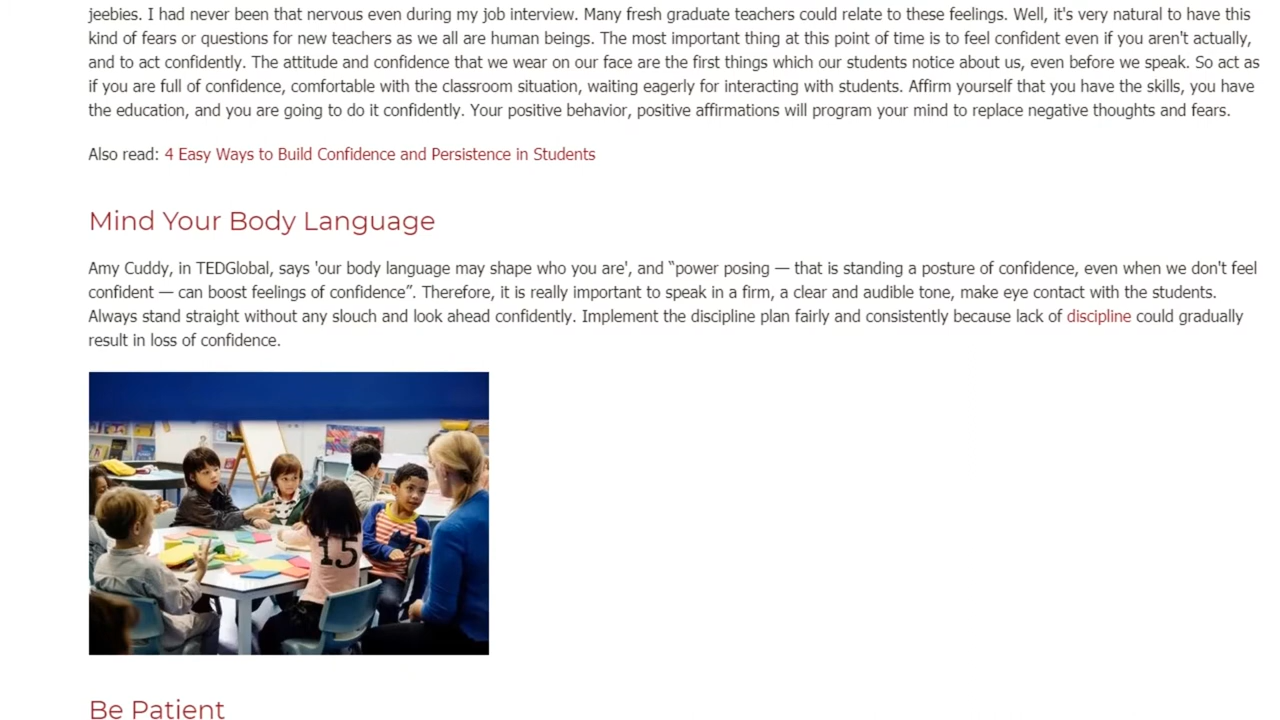 jeebies. I had never been that nervous even during my job interview. Many fresh graduate teachers could relate to these feelings. Well, it's very natural to have this
kind of fears or questions for new teachers as we all are human beings. The most important thing at this point of time is to feel confident even if you aren't actually,
and to act confidently. The attitude and confidence that we wear on our face are the first things which our students notice about us, even before we speak. So act as
if you are full of confidence, comfortable with the classroom situation, waiting eagerly for interacting with students. Affirm yourself that you have the skills, you have
the education, and you are going to do it confidently. Your positive behavior, positive affirmations will program your mind to replace negative thoughts and fears.
Also read: 4 Easy Ways to Build Confidence and Persistence in Students
Mind Your Body Language
Amy Cuddy, in TEDGlobal, says 'our body language may shape who you are', and “power posing — that is standing a posture of confidence, even when we don't feel
confident — can boost feelings of confidence”. Therefore, it is really important to speak in a firm, a clear and audible tone, make eye contact with the students.
Always stand straight without any slouch and look ahead confidently. Implement the discipline plan fairly and consistently because lack of discipline could gradually
result in loss of confidence.
15
Be Patient